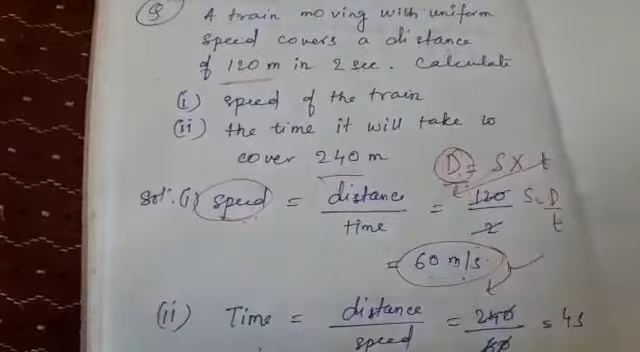 Q A train moving with uniform
speed covers a distance
of 120 m in 2 sec. Calculate
(i) speed of the train
(ii) the time it will take to
cover 240 m
D = S × t
Sol: (i) speed = distance / time = 120 / 2 S = D / t
= 60 m/s
(ii) Time = distance / speed = 240 / 60 = 4s